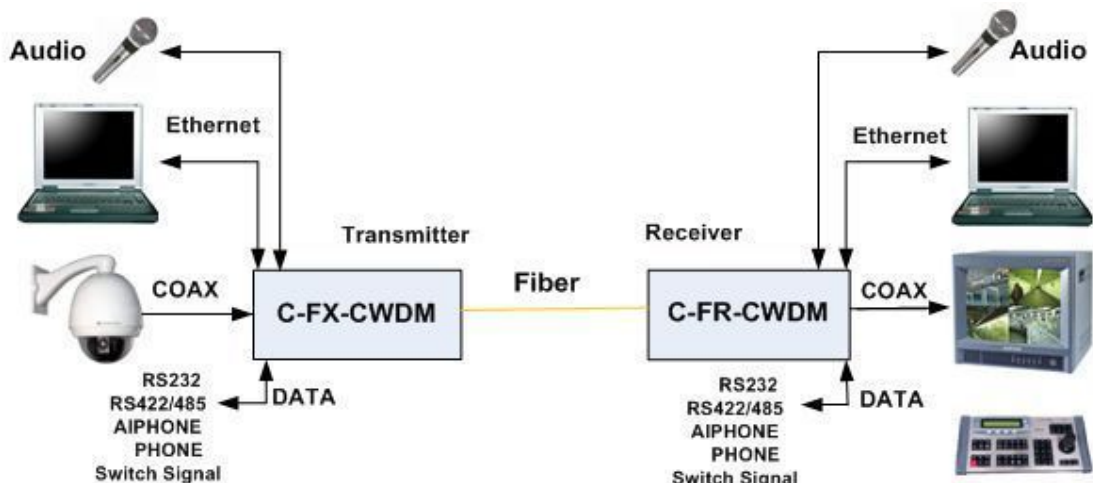 Audio
Audio
Ethernet
Ethernet
Transmitter
Receiver
COAX
C-FX-CWDM
Fiber
C-FR-CWDM
COAX
RS232
RS422/485
AIPHONE
PHONE
Switch Signal
DATA
RS232
RS422/485
AIPHONE
PHONE
Switch Signal
DATA